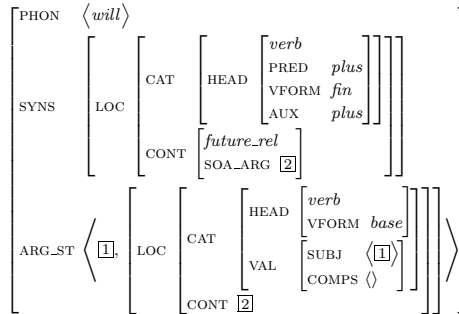 PHON ⟨will⟩
verb
PRED plus
CAT HEAD
VFORM fin
SYNS LOC AUX plus
future_rel
CONT
SOA_ARG 2
verb
HEAD
VFORM base
CAT
ARG_ST ⟨ 1, LOC SUBJ ⟨1⟩
VAL
COMPS ⟨⟩
CONT 2